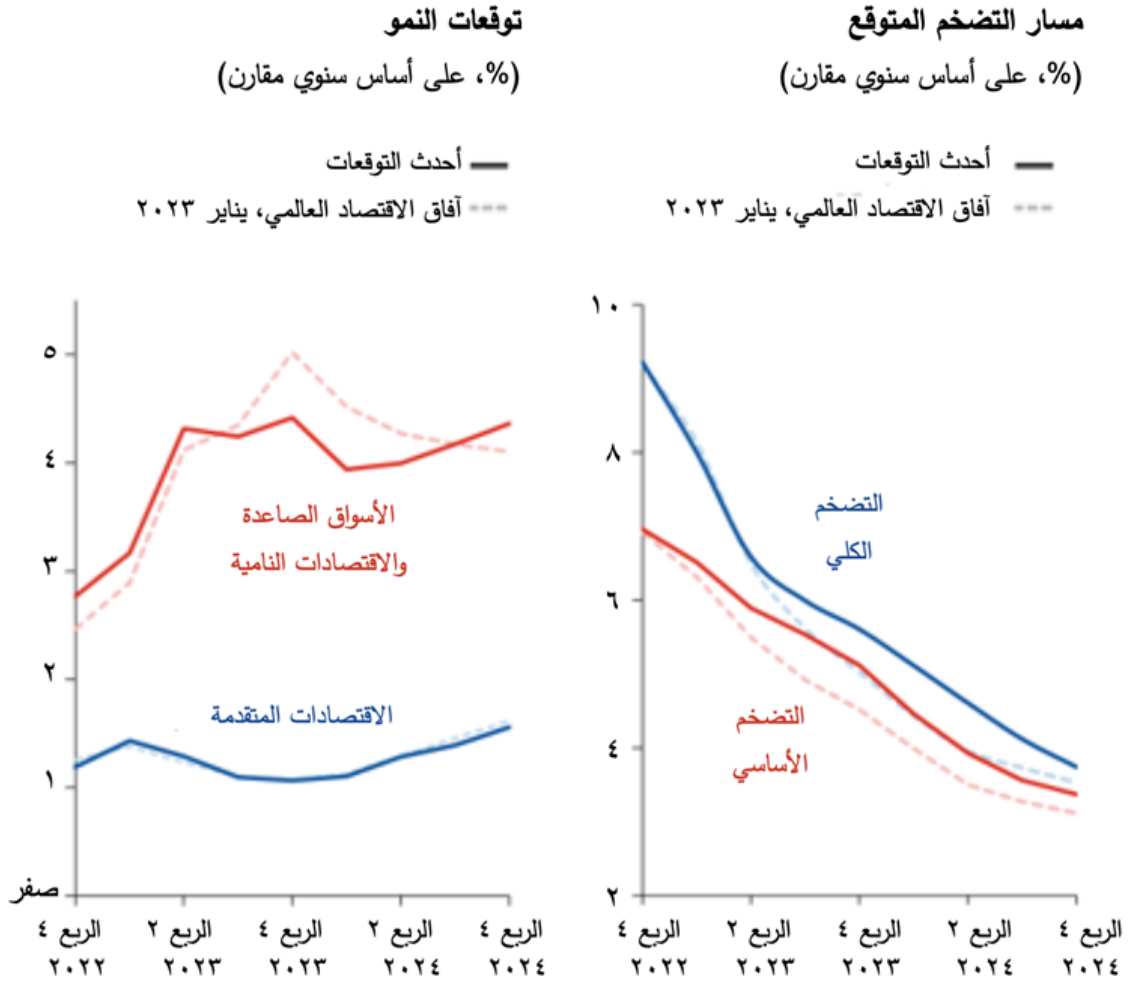 مسار التضخم المتوقع
(%، على أساس سنوي مقارن)
أحدث التوقعات
آفاق الاقتصاد العالمي، يناير ٢٠٢٣
١٠
٨
٦
٤
٢
التضخم
الكلي
التضخم
الأساسي
الربع ٤
٢٠٢٢
الربع ٢
٢٠٢٣
الربع ٤
٢٠٢٣
الربع ٢
٢٠٢٤
الربع ٤
٢٠٢٤
توقعات النمو
(%، على أساس سنوي مقارن)
أحدث التوقعات
آفاق الاقتصاد العالمي، يناير ٢٠٢٣
٥
٤
٣
٢
١
صفر
الأسواق الصاعدة
والاقتصادات النامية
الاقتصادات المتقدمة
الربع ٤
٢٠٢٢
الربع ٢
٢٠٢٣
الربع ٤
٢٠٢٣
الربع ٢
٢٠٢٤
الربع ٤
٢٠٢٤